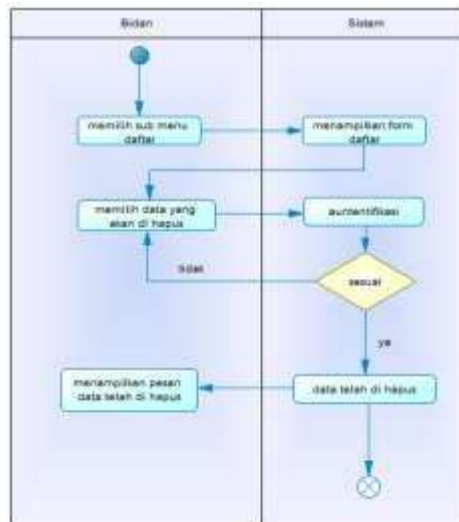 Bidan
Sistem
memilih sub menu
daftar
menampilkan form
daftar
memilih data yang
akan di hapus
auntentifikasi
tidak
sesuai
ya
menampilkan pesan
data telah di hapus
data telah di hapus